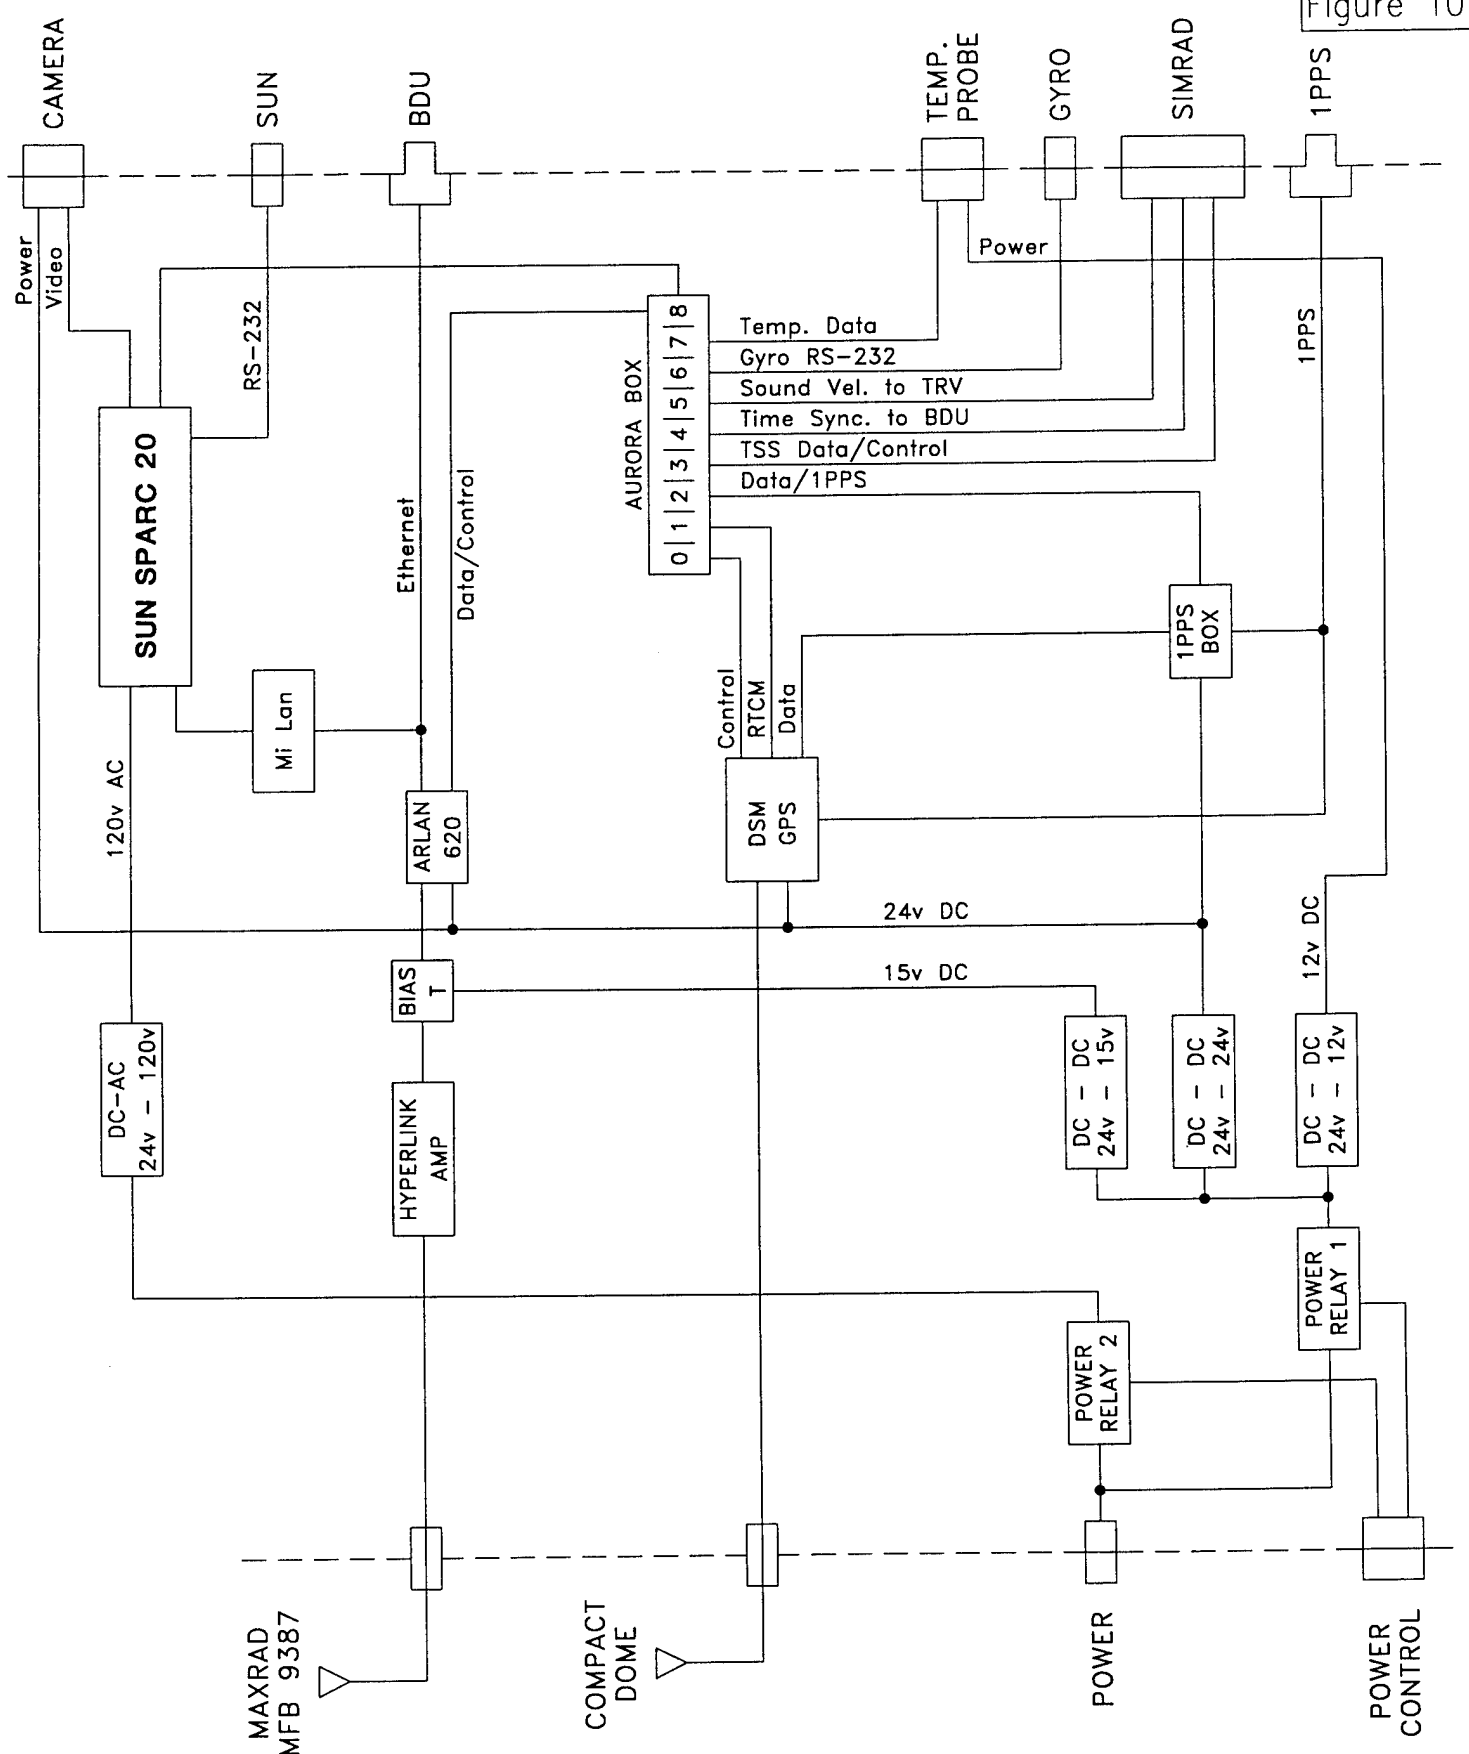 Figure 10
CAMERA
SUN
BDU
TEMP.
PROBE
GYRO
SIMRAD
1PPS
Power
Video
RS-232
Ethernet
Data/Control
SUN SPARC 20
Mi Lan
120v AC
ARLAN
620
AURORA BOX
0|1|2|3|4|5|6|7|8
Temp. Data
Gyro RS-232
Sound Vel. to TRV
Time Sync. to BDU
TSS Data/Control
Data/1PPS
Power
1PPS
Control
RTCM
Data
DSM
GPS
1PPS
BOX
24v DC
15v DC
12v DC
BIAS
T
DC-AC
24v - 120v
HYPERLINK
AMP
DC - DC
24v - 15v
DC - DC
24v - 24v
DC - DC
24v - 12v
POWER
RELAY 2
POWER
RELAY 1
MAXRAD
MFB 9387
COMPACT
DOME
POWER
POWER
CONTROL